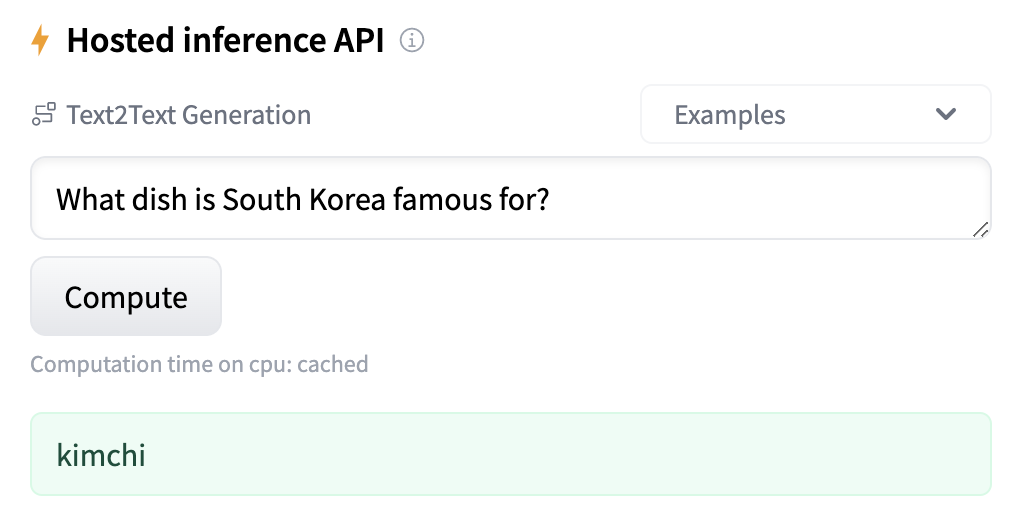 Hosted inference API
Text2Text Generation
Examples
What dish is South Korea famous for?
Compute
Computation time on cpu: cached
kimchi